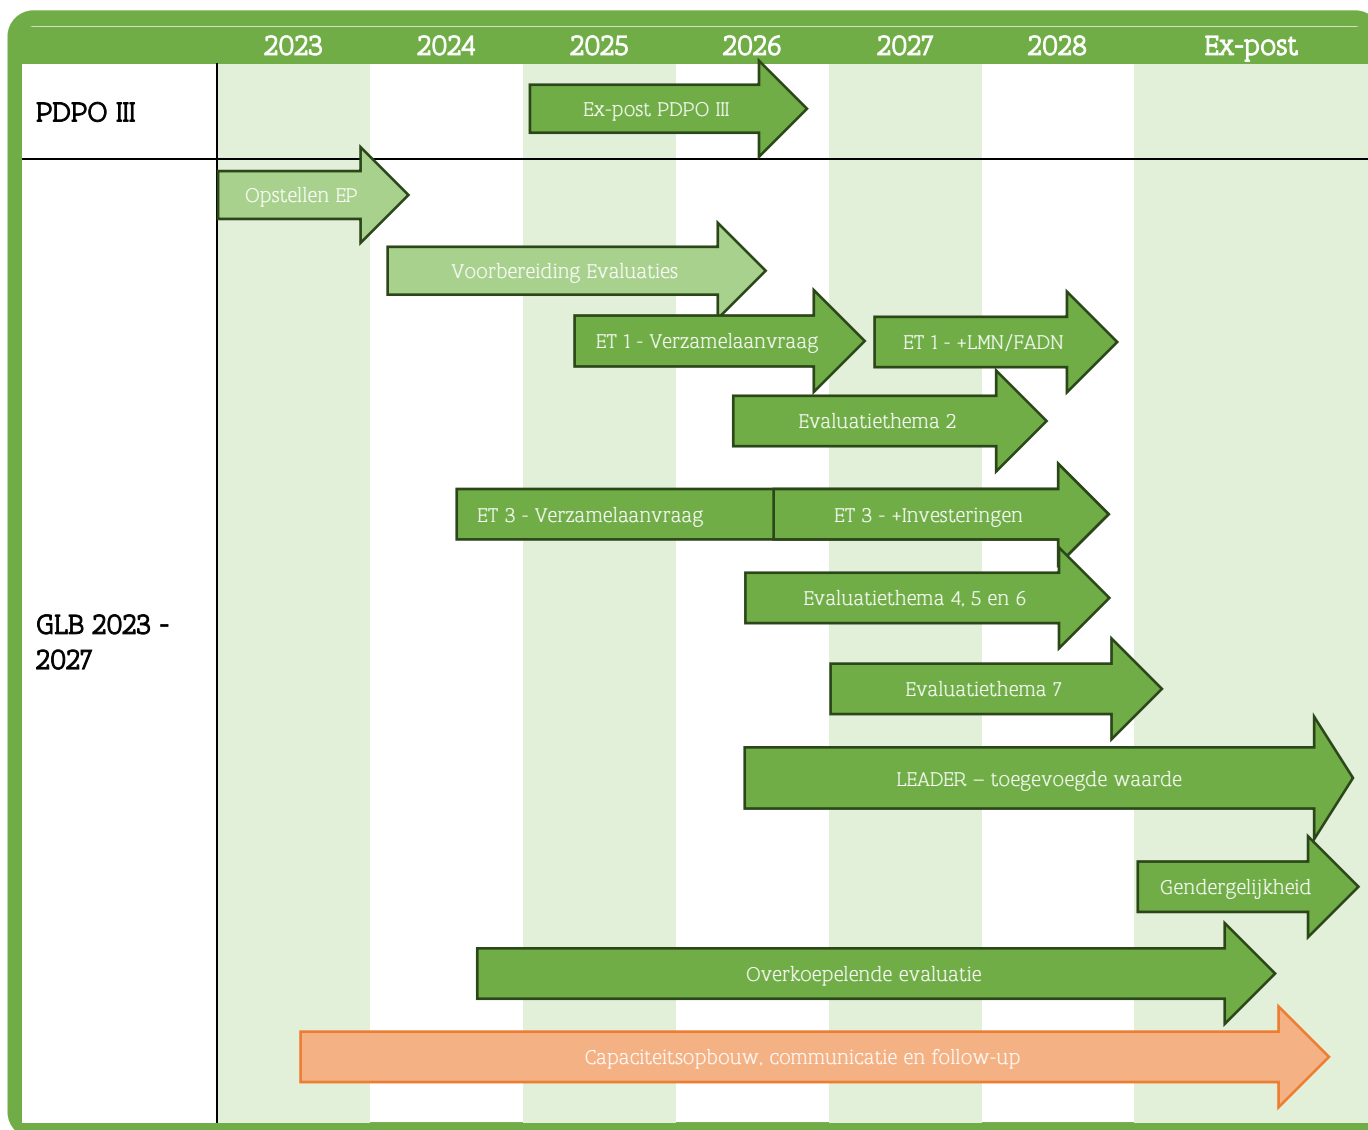 2023 2024 2025 2026 2027 2028 Ex-post
PDPO III
Ex-post PDPO III
Opstellen EP
Voorbereiding Evaluaties
ET 1 - Verzamelaanvraag
ET 1 - +LMN/FADN
Evaluatiethema 2
ET 3 - Verzamelaanvraag
ET 3 - +Investeringen
Evaluatiethema 4, 5 en 6
GLB 2023 -
2027
Evaluatiethema 7
LEADER – toegevoegde waarde
Gendergelijkheid
Overkoepelende evaluatie
Capaciteitsopbouw, communicatie en follow-up